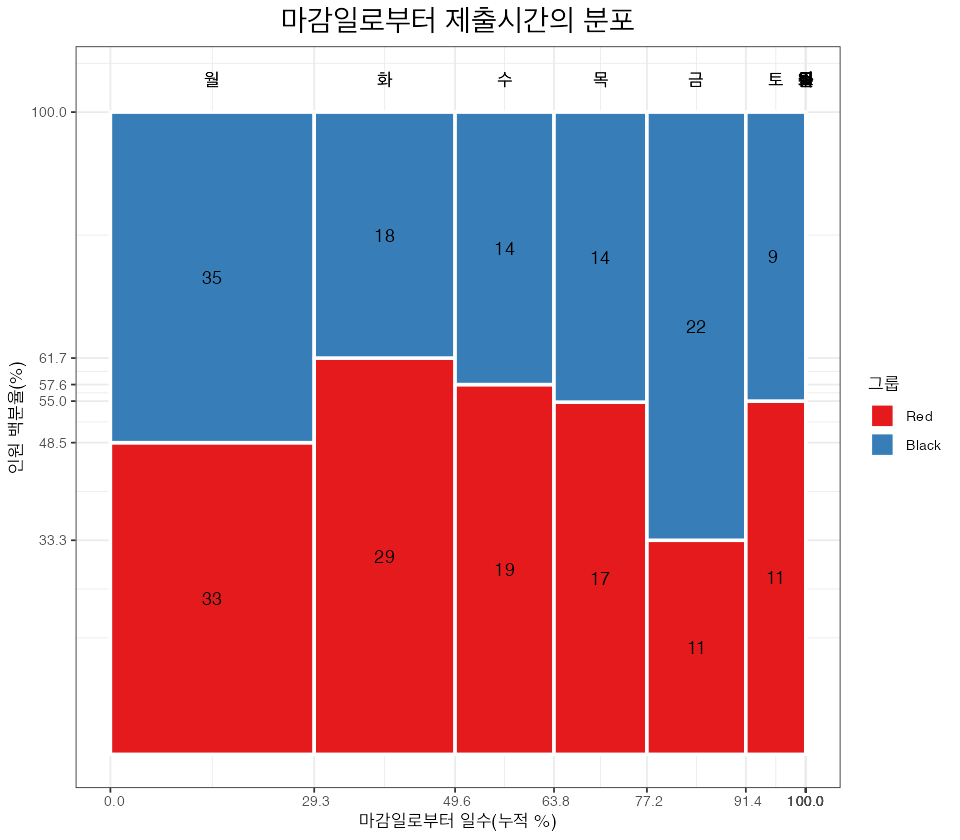 마감일로부터 제출시간의 분포
월 화 수 목 금 토
100.0
61.7
57.6
55.0
48.5
33.3
인원 백분율(%)
35 18 14 14 22 9
33 29 19 17 11 11
0.0 29.3 49.6 63.8 77.2 91.4 100.0
마감일로부터 일수(누적 %)
그룹
Red
Black